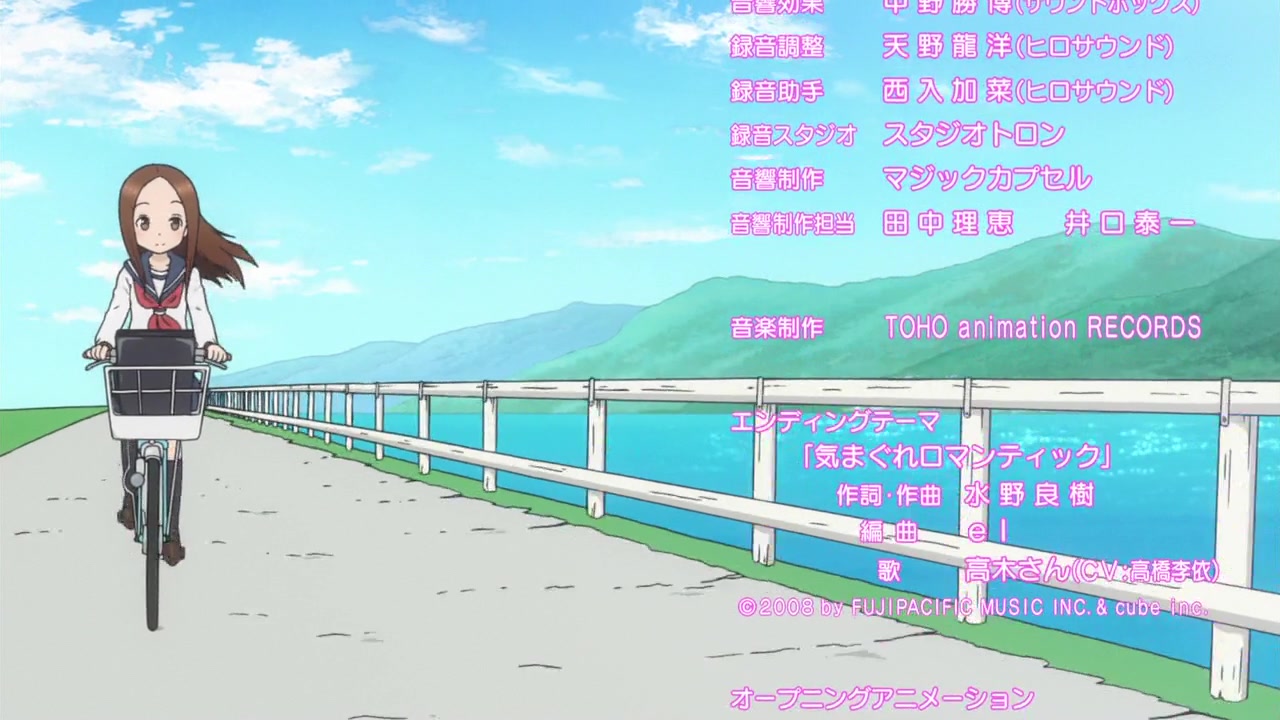 音響効果 中野勝博(サウンドボックス)
録音調整 天野龍洋(ヒロサウンド)
録音助手 西入加菜(ヒロサウンド)
録音スタジオ スタジオトロン
音響制作 マジックカプセル
音響制作担当 田中理恵 井口泰一
音楽制作 TOHO animation RECORDS
エンディングテーマ
「気まぐれロマンティック」
作詞・作曲 水野良樹
編曲 el
歌 高木さん(CV:高橋李依)
©2008 by FUJIPACIFIC MUSIC INC. & cube inc.
オープニングアニメーション